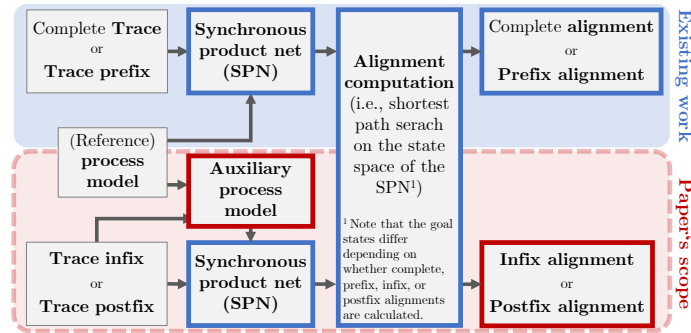 Complete Trace
or
Trace prefix
Synchronous
product net
(SPN)
Complete alignment
or
Prefix alignment
Existing work
Alignment
computation
(i.e., shortest
path serach
on the state
space of the
SPN¹)
¹ Note that the goal
states differ
depending on
whether complete,
prefix, infix, or
postfix alignments
are calculated.
(Reference)
process
model
Auxiliary
process
model
Trace infix
or
Trace postfix
Synchronous
product net
(SPN)
Infix alignment
or
Postfix alignment
Paper's scope